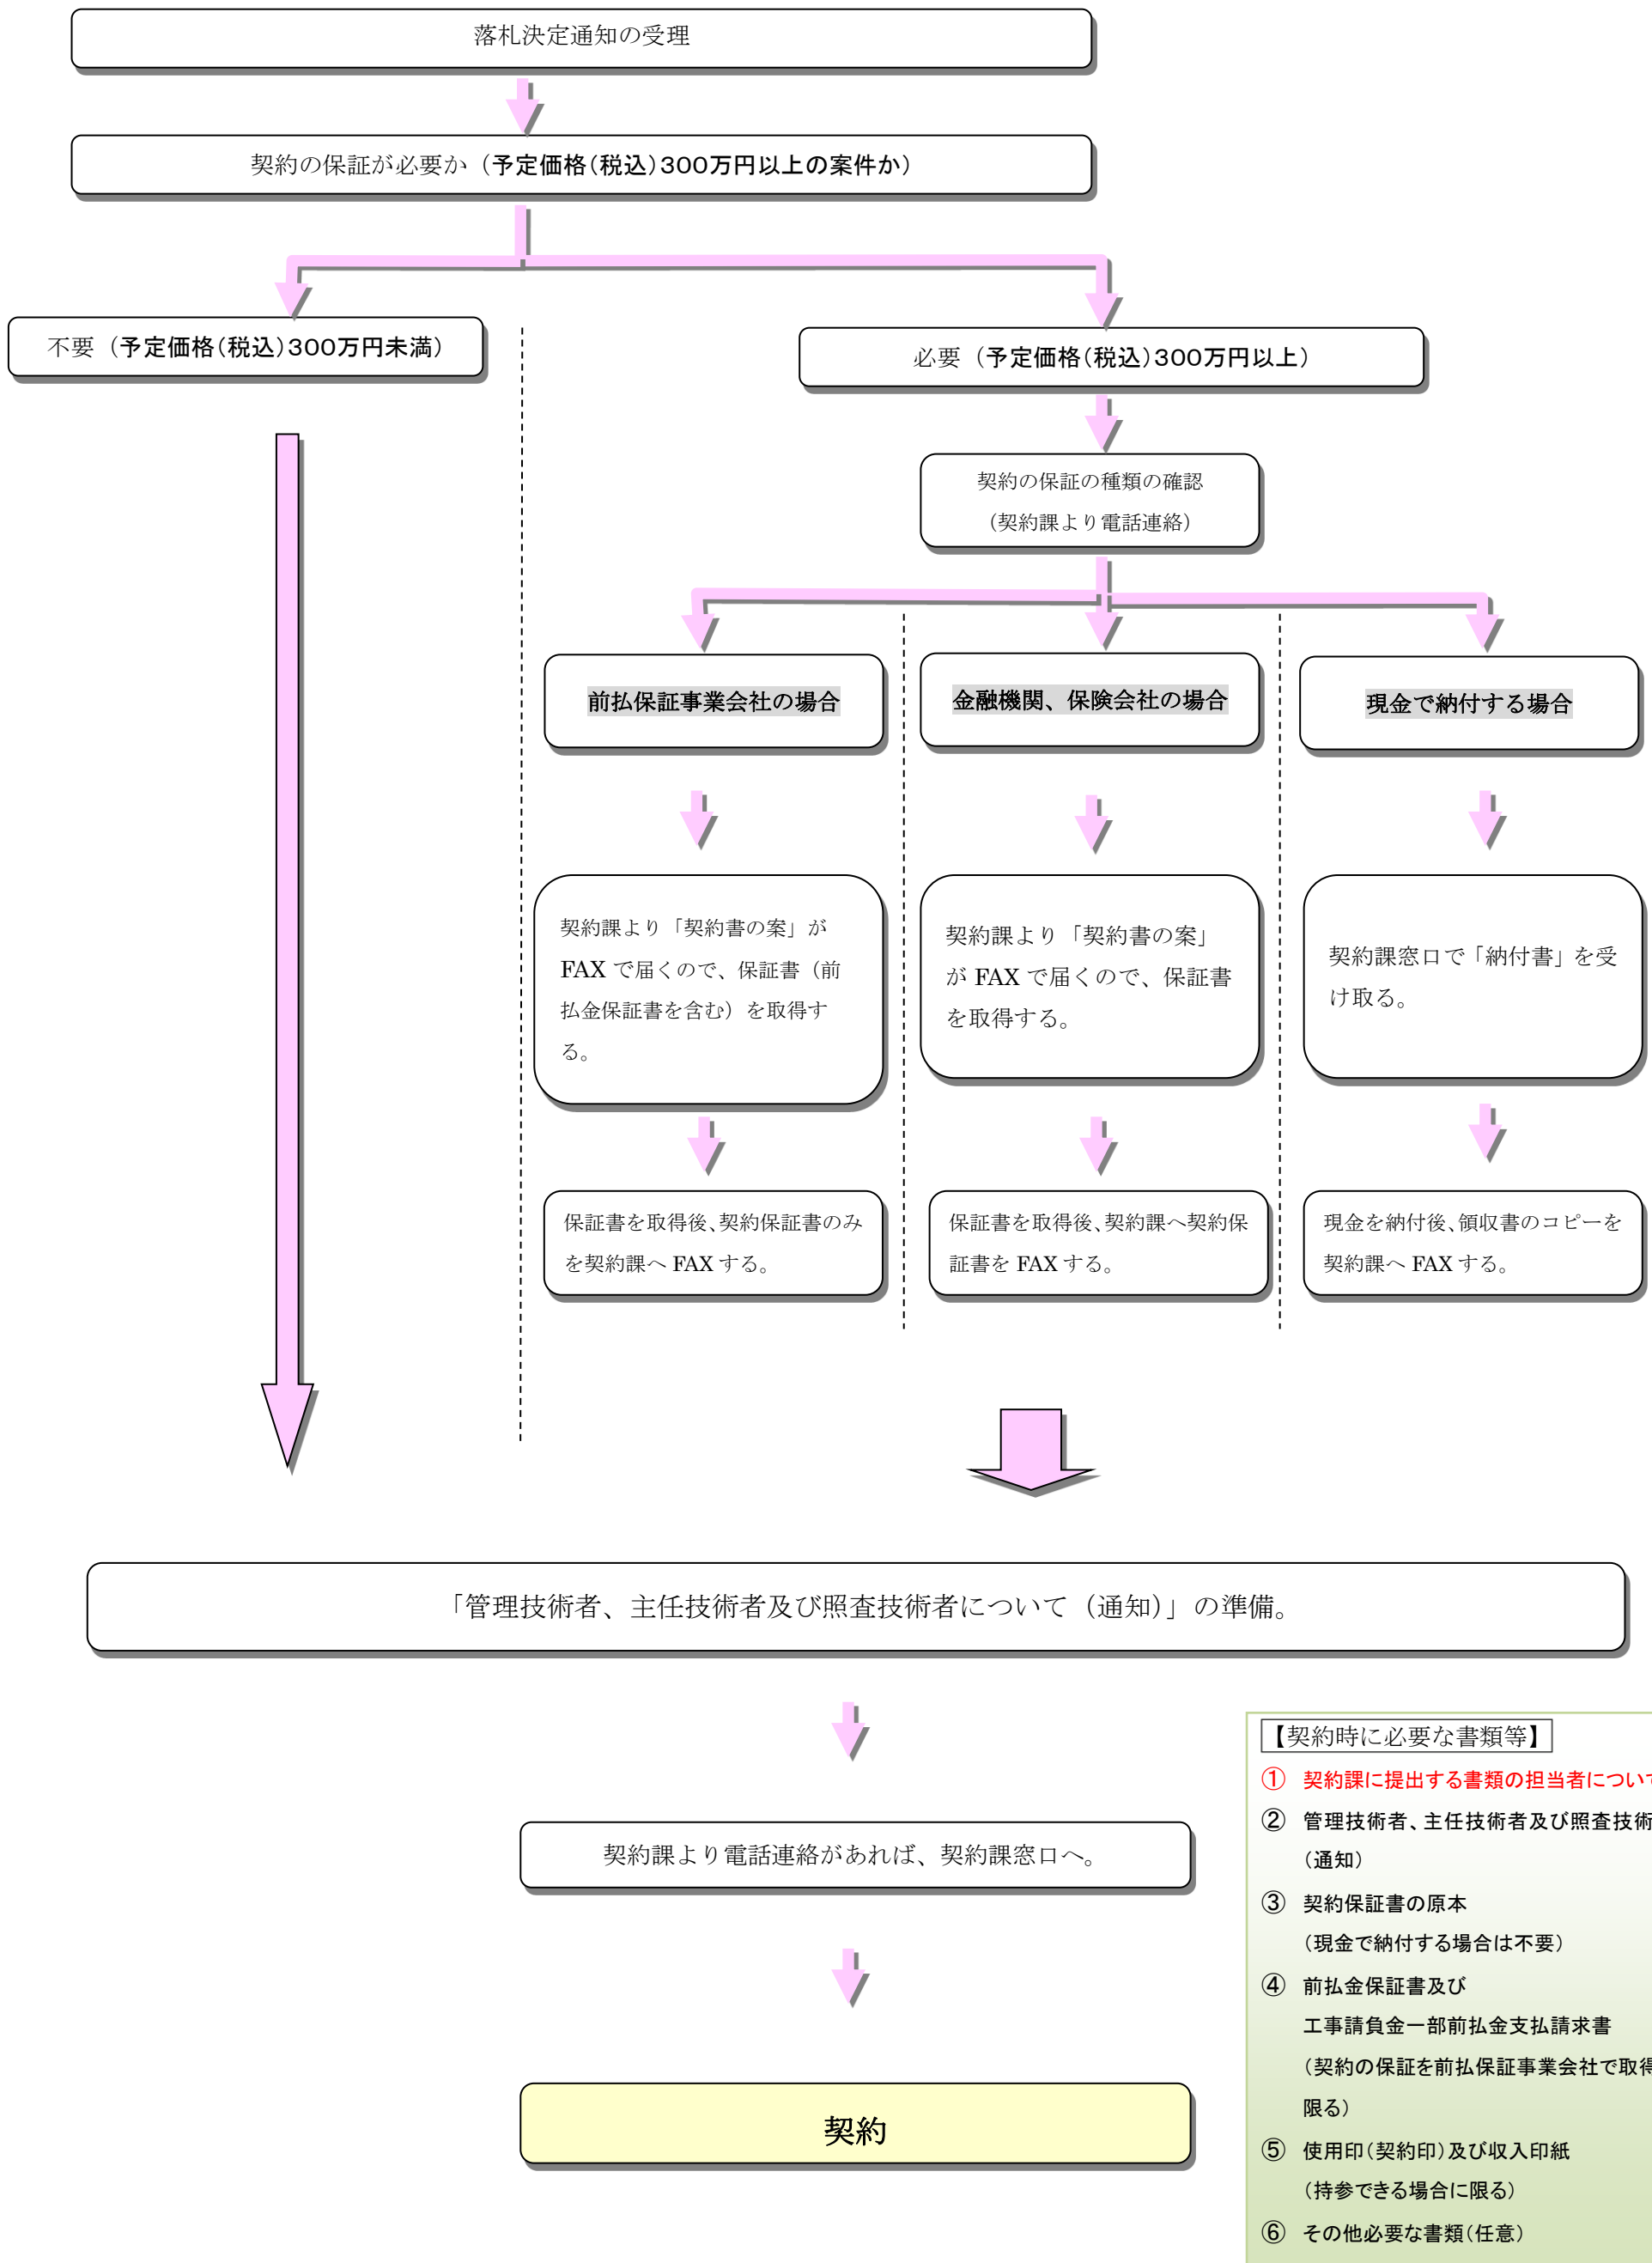 落札決定通知の受理
契約の保証が必要か（予定価格(税込)300万円以上の案件か）
不要（予定価格(税込)300万円未満）
必要（予定価格(税込)300万円以上）
契約の保証の種類の確認
（契約課より電話連絡）
前払保証事業会社の場合
金融機関、保険会社の場合
現金で納付する場合
契約課より「契約書の案」が
FAX で届くので、保証書（前
払金保証書を含む）を取得す
る。
契約課より「契約書の案」
が FAX で届くので、保証書
を取得する。
契約課窓口で「納付書」を受
け取る。
保証書を取得後、契約保証書のみ
を契約課へ FAX する。
保証書を取得後、契約課へ契約保
証書を FAX する。
現金を納付後、領収書のコピーを
契約課へ FAX する。
「管理技術者、主任技術者及び照査技術者について（通知）」の準備。
契約課より電話連絡があれば、契約課窓口へ。
契約
【契約時に必要な書類等】
① 契約課に提出する書類の担当者について
② 管理技術者、主任技術者及び照査技術
（通知）
③ 契約保証書の原本
（現金で納付する場合は不要）
④ 前払金保証書及び
工事請負金一部前払金支払請求書
（契約の保証を前払保証事業会社で取得
限る）
⑤ 使用印(契約印)及び収入印紙
（持参できる場合に限る）
⑥ その他必要な書類(任意)